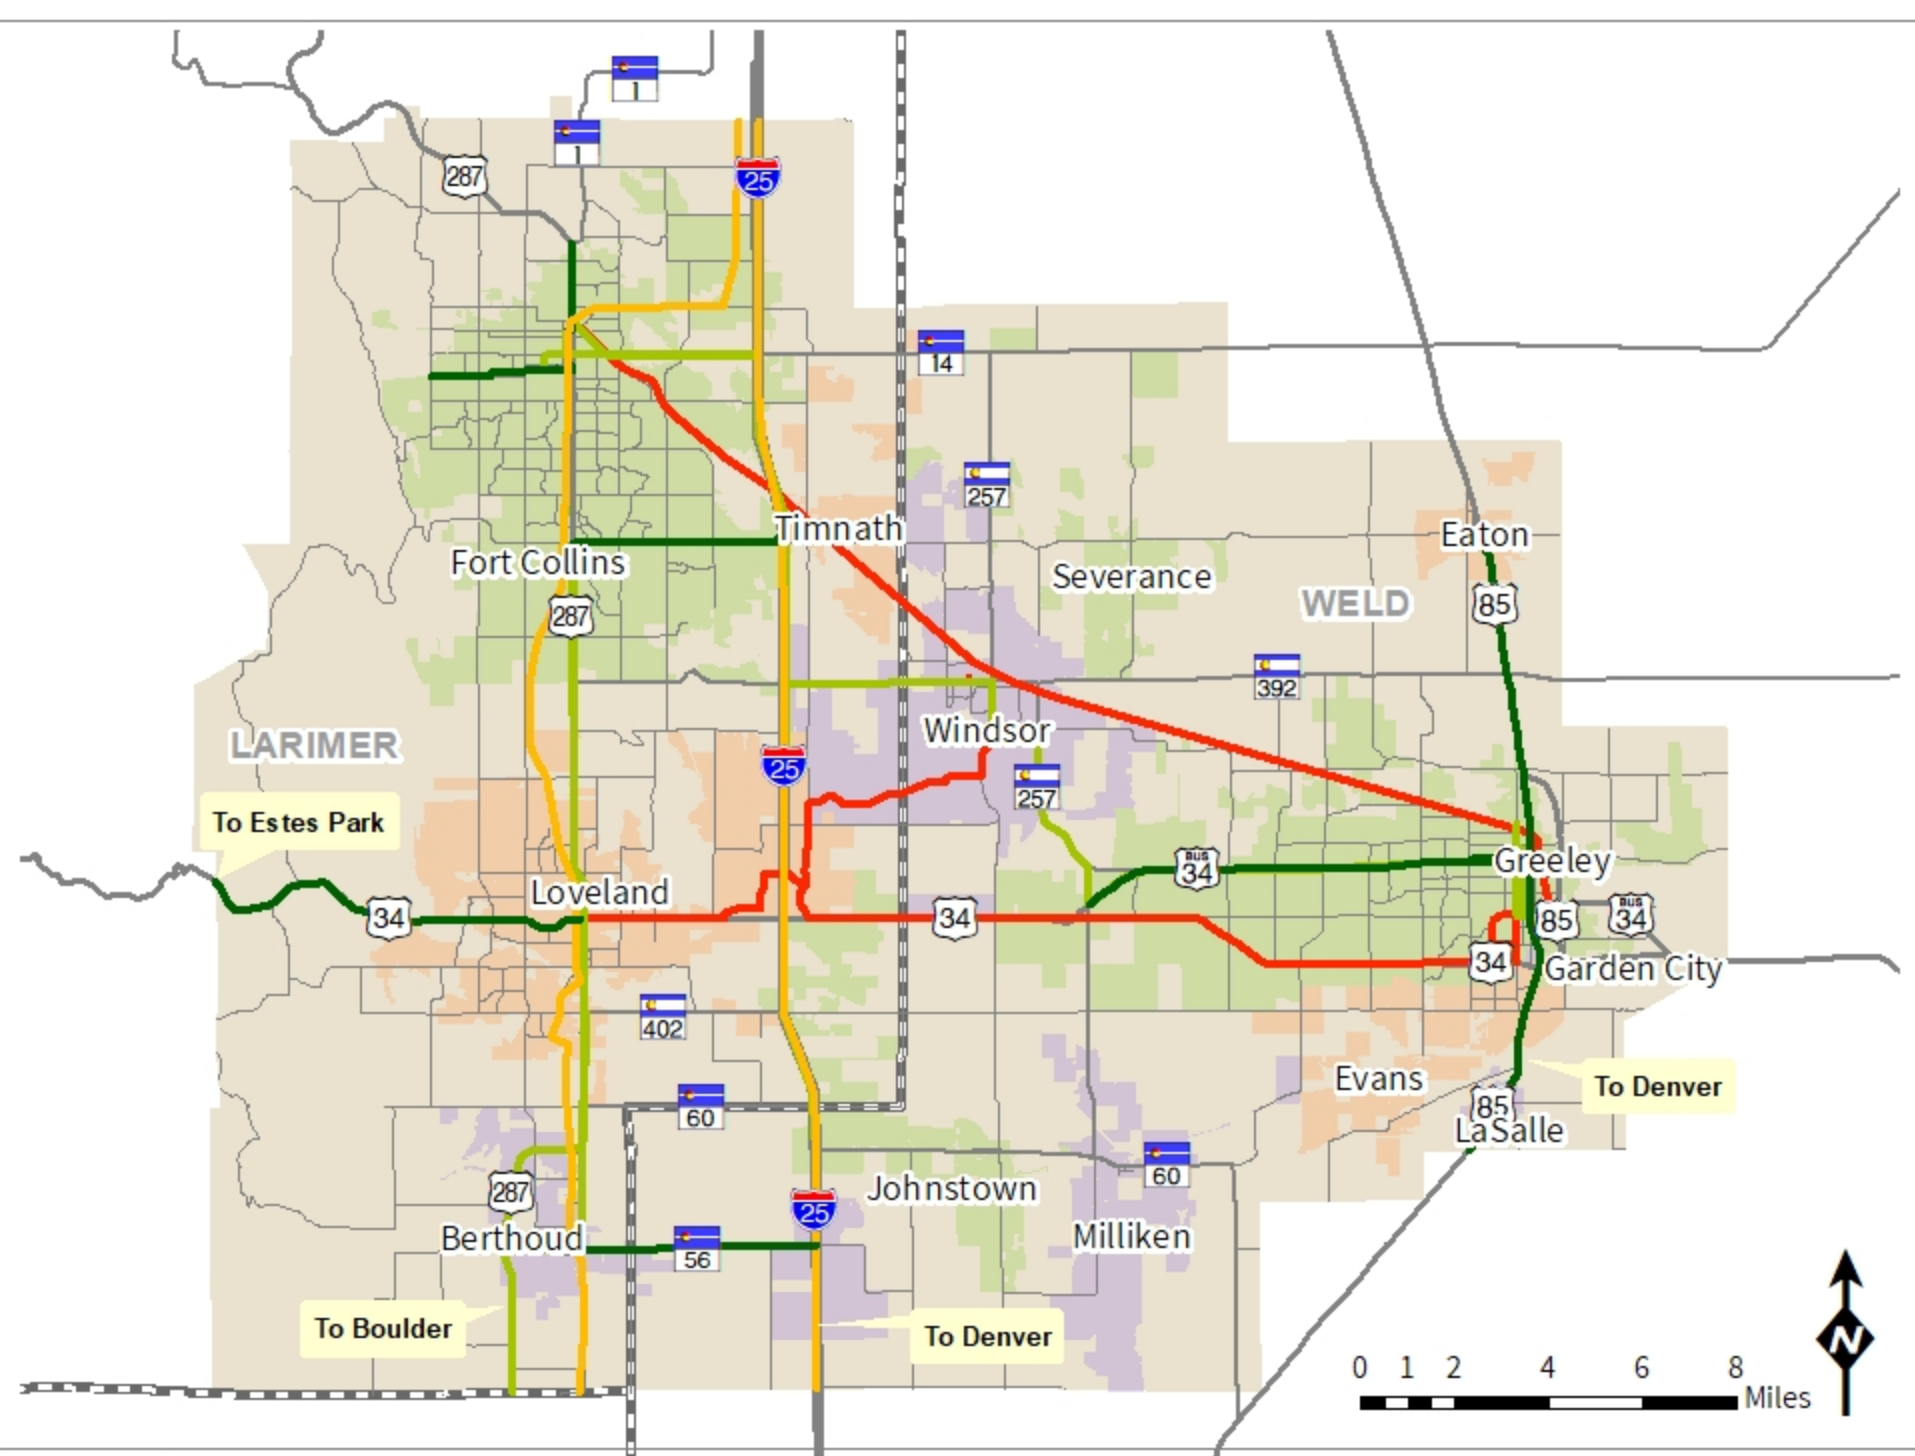 1
1
287
25
14
257
Timnath
Eaton
Fort Collins
Severance
WELD
85
287
392
Windsor
LARIMER
25
257
To Estes Park
BUS
34
Greeley
Loveland
34
34
85
BUS
34
34
Garden City
402
Evans
To Denver
60
85
LaSalle
60
Johnstown
287
25
Berthoud
Milliken
56
To Boulder
To Denver
N
0 1 2 4 6 8
Miles